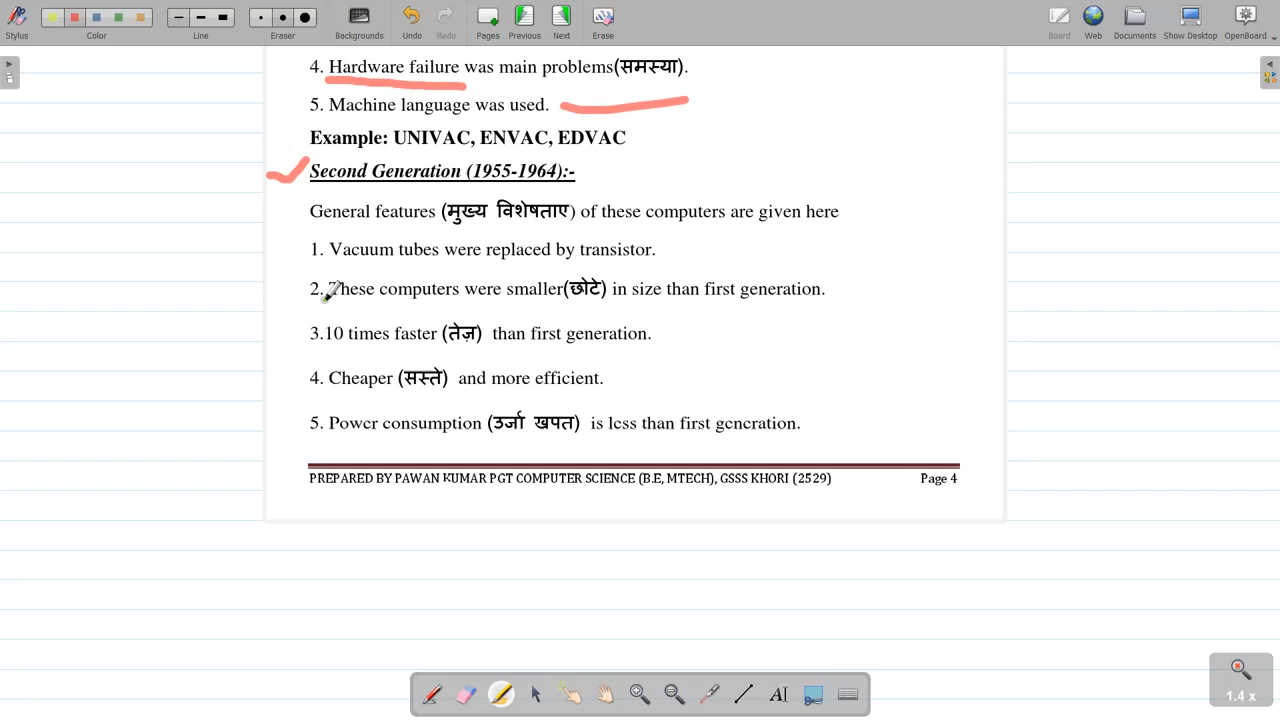 Stylus Color Line Eraser Backgrounds Undo Redo Pages Previous Next Erase Board Web Documents Show Desktop OpenBoard
4. Hardware failure was main problems(समस्या).
5. Machine language was used.
Example: UNIVAC, ENVAC, EDVAC
Second Generation (1955-1964):-
General features (मुख्य विशेषताए) of these computers are given here
1. Vacuum tubes were replaced by transistor.
2. These computers were smaller(छोटे) in size than first generation.
3.10 times faster (तेज़) than first generation.
4. Cheaper (सस्ते) and more efficient.
5. Power consumption (उर्जा खपत) is less than first generation.
PREPARED BY PAWAN KUMAR PGT COMPUTER SCIENCE (B.E, MTECH), GSSS KHORI (2529) Page 4
1.4 x